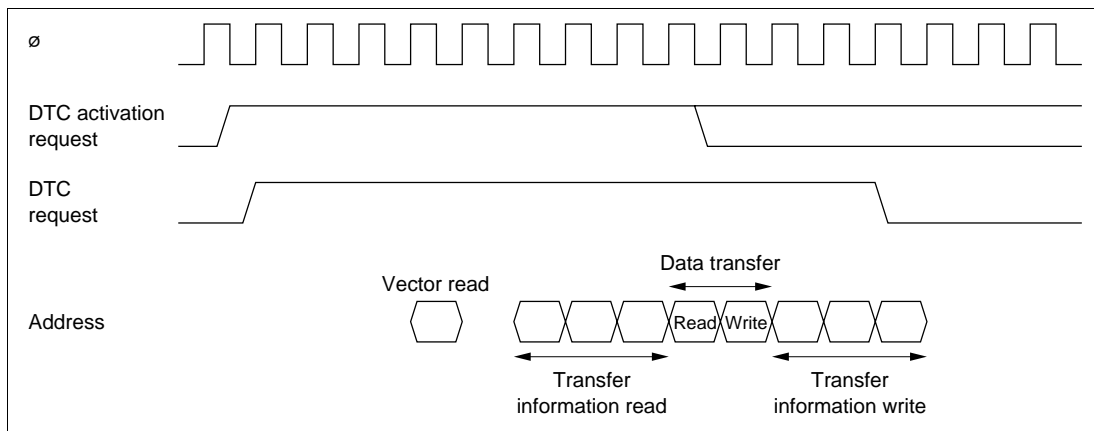 ø
DTC activation
request
DTC
request
Data transfer
Vector read
Address
Read
Write
Transfer
information read
Transfer
information write